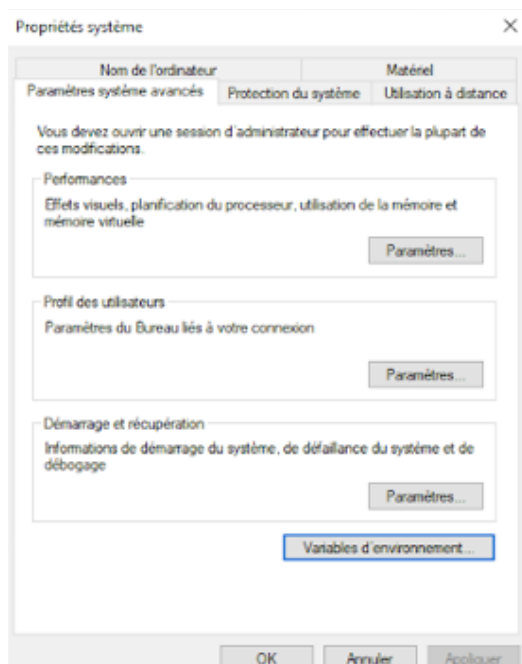 Propriétés système
Nom de l'ordinateur
Matériel
Paramètres système avancés
Protection du système
Utilisation à distance
Vous devez ouvrir une session d'administrateur pour effectuer la plupart de
ces modifications.
Performances
Effets visuels, planification du processeur, utilisation de la mémoire et
mémoire virtuelle
Paramètres...
Profil des utilisateurs
Paramètres du Bureau liés à votre connexion
Paramètres...
Démarrage et récupération
Informations de démarrage du système, de défaillance du système et de
débogage
Paramètres...
Variables d'environnement...
OK
Annuler
Appliquer